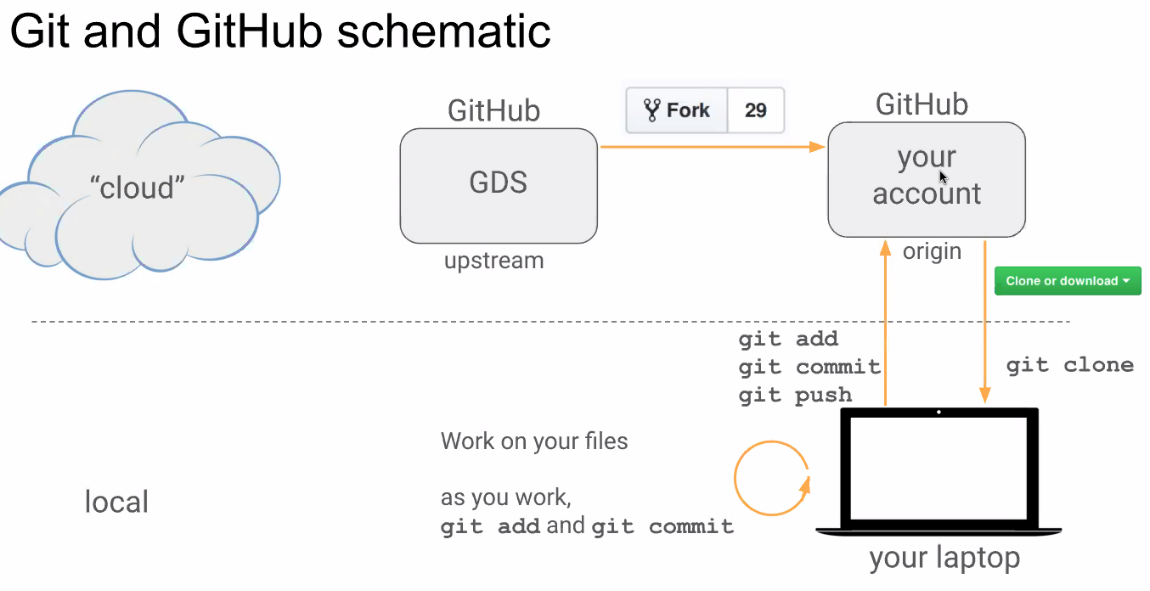 Git and GitHub schematic
“cloud”
GitHub
GDS
upstream
Fork 29
GitHub
your
account
origin
Clone or download
git add
git commit
git push
git clone
Work on your files
as you work,
git add and git commit
local
your laptop